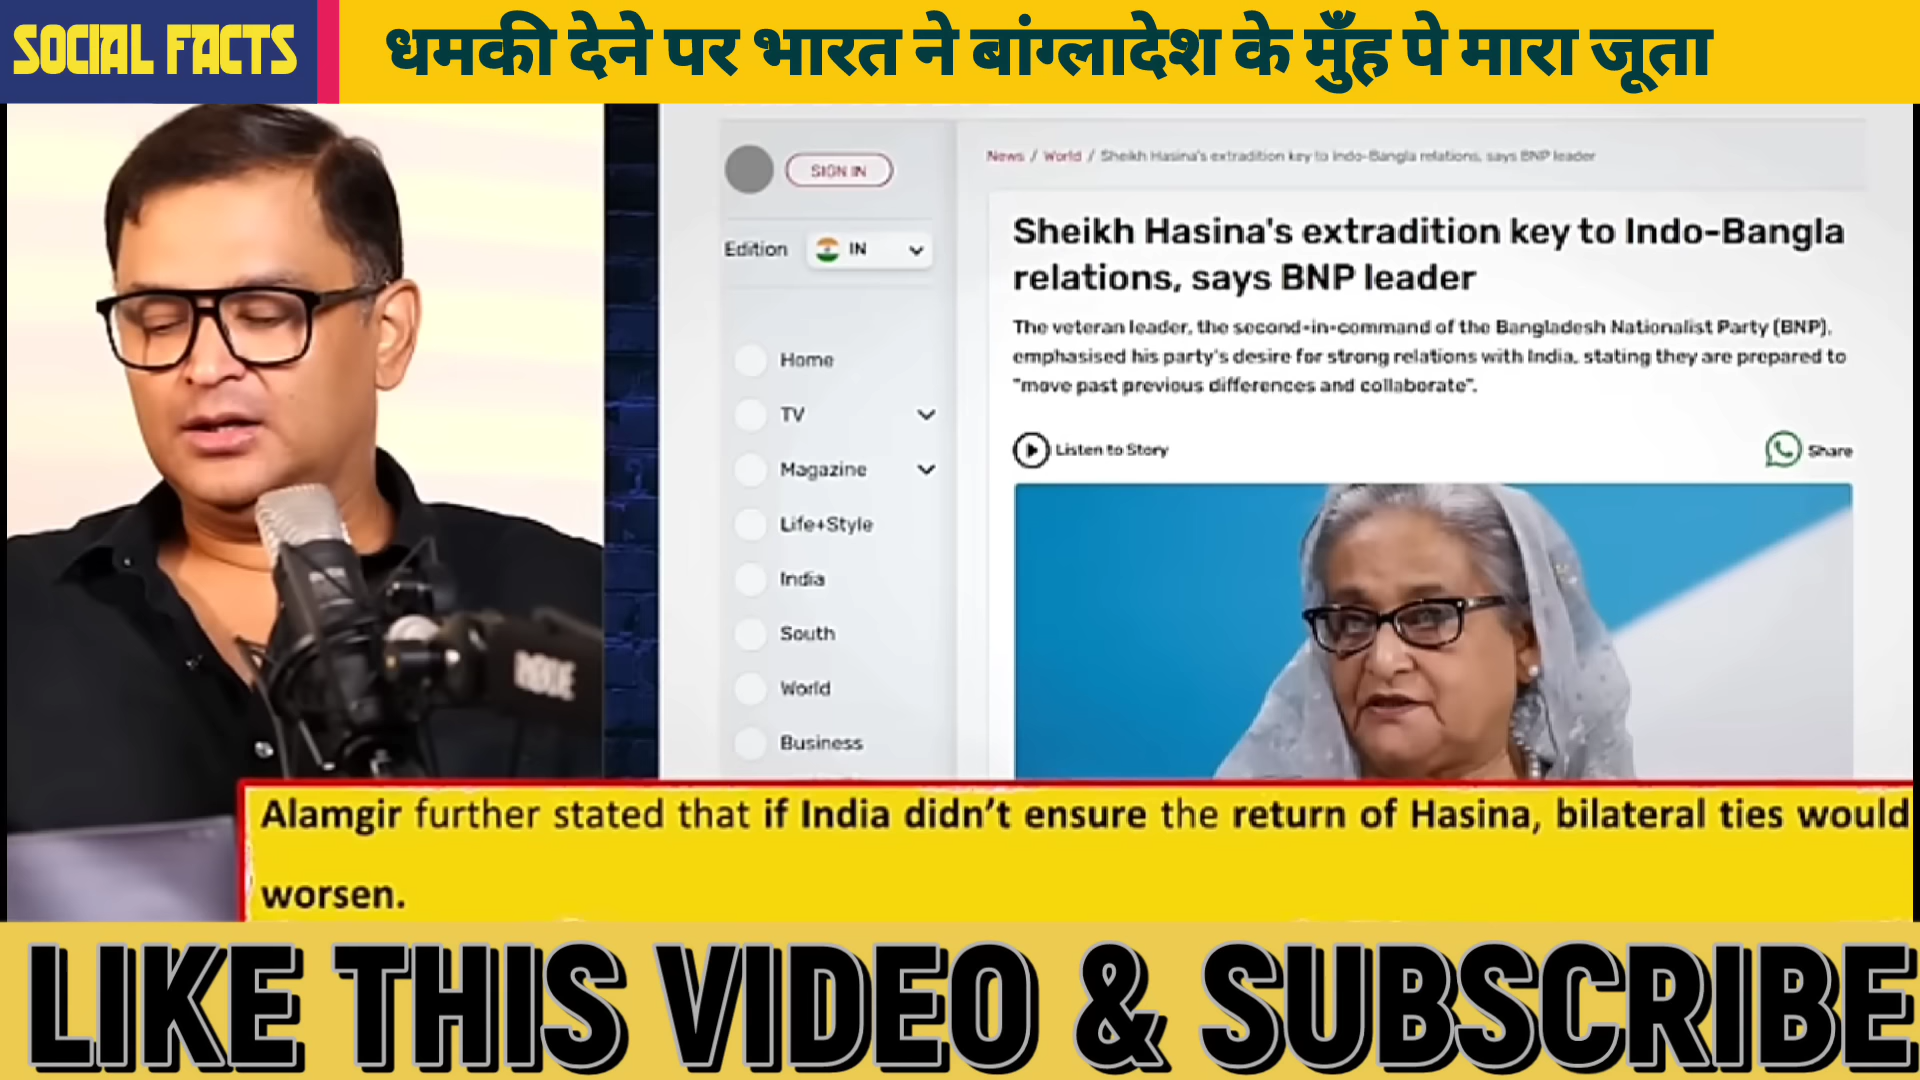 SOCIAL FACTS
धमकी देने पर भारत ने बांग्लादेश के मुँह पे मारा जूता
SIGN IN
Edition IN
Home
TV
Magazine
Life+Style
India
South
World
Business
News / World / Sheikh Hasina's extradition key to Indo-Bangla relations, says BNP leader
Sheikh Hasina's extradition key to Indo-Bangla
relations, says BNP leader
The veteran leader, the second-in-command of the Bangladesh Nationalist Party (BNP),
emphasised his party's desire for strong relations with India, stating they are prepared to
"move past previous differences and collaborate".
Listen to Story
Share
RODE
Alamgir further stated that if India didn’t ensure the return of Hasina, bilateral ties would
worsen.
LIKE THIS VIDEO & SUBSCRIBE